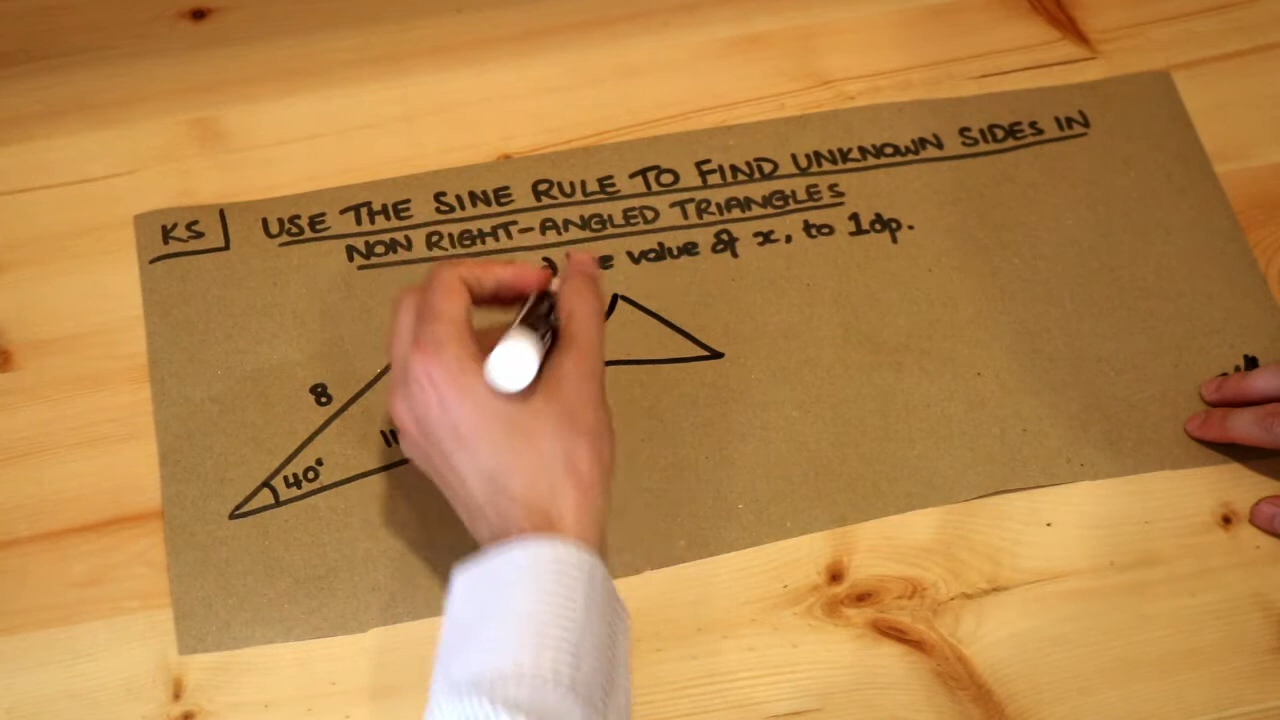 KS
USE THE SINE RULE TO FIND UNKNOWN SIDES IN
NON RIGHT-ANGLED TRIANGLES
value of x, to 1dp.
8
40°